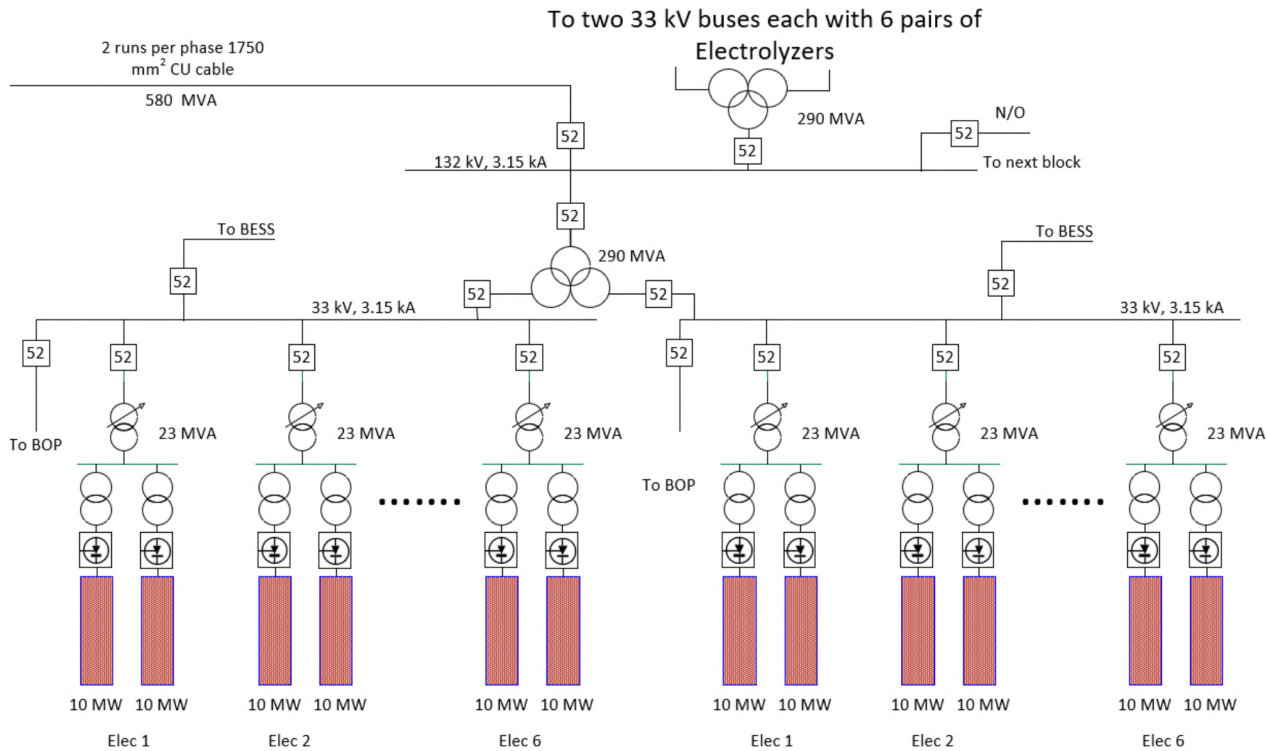 To two 33 kV buses each with 6 pairs of
Electrolyzers
2 runs per phase 1750
mm² CU cable
580 MVA
290 MVA
N/O
52
52
52
132 kV, 3.15 kA
To next block
52
To BESS
To BESS
290 MVA
52
52
52
52
33 kV, 3.15 kA
33 kV, 3.15 kA
52
52
52
52
52
52
52
52
23 MVA
23 MVA
23 MVA
23 MVA
23 MVA
23 MVA
To BOP
To BOP
10 MW 10 MW
10 MW 10 MW
10 MW 10 MW
10 MW 10 MW
10 MW 10 MW
10 MW 10 MW
Elec 1
Elec 2
Elec 6
Elec 1
Elec 2
Elec 6